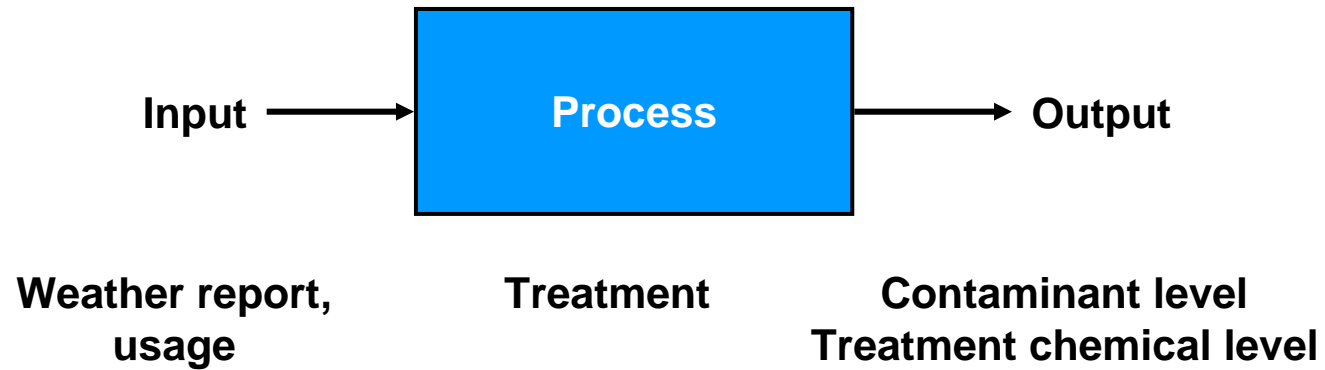 Input
Process
Output
Weather report,
usage
Treatment
Contaminant level
Treatment chemical level